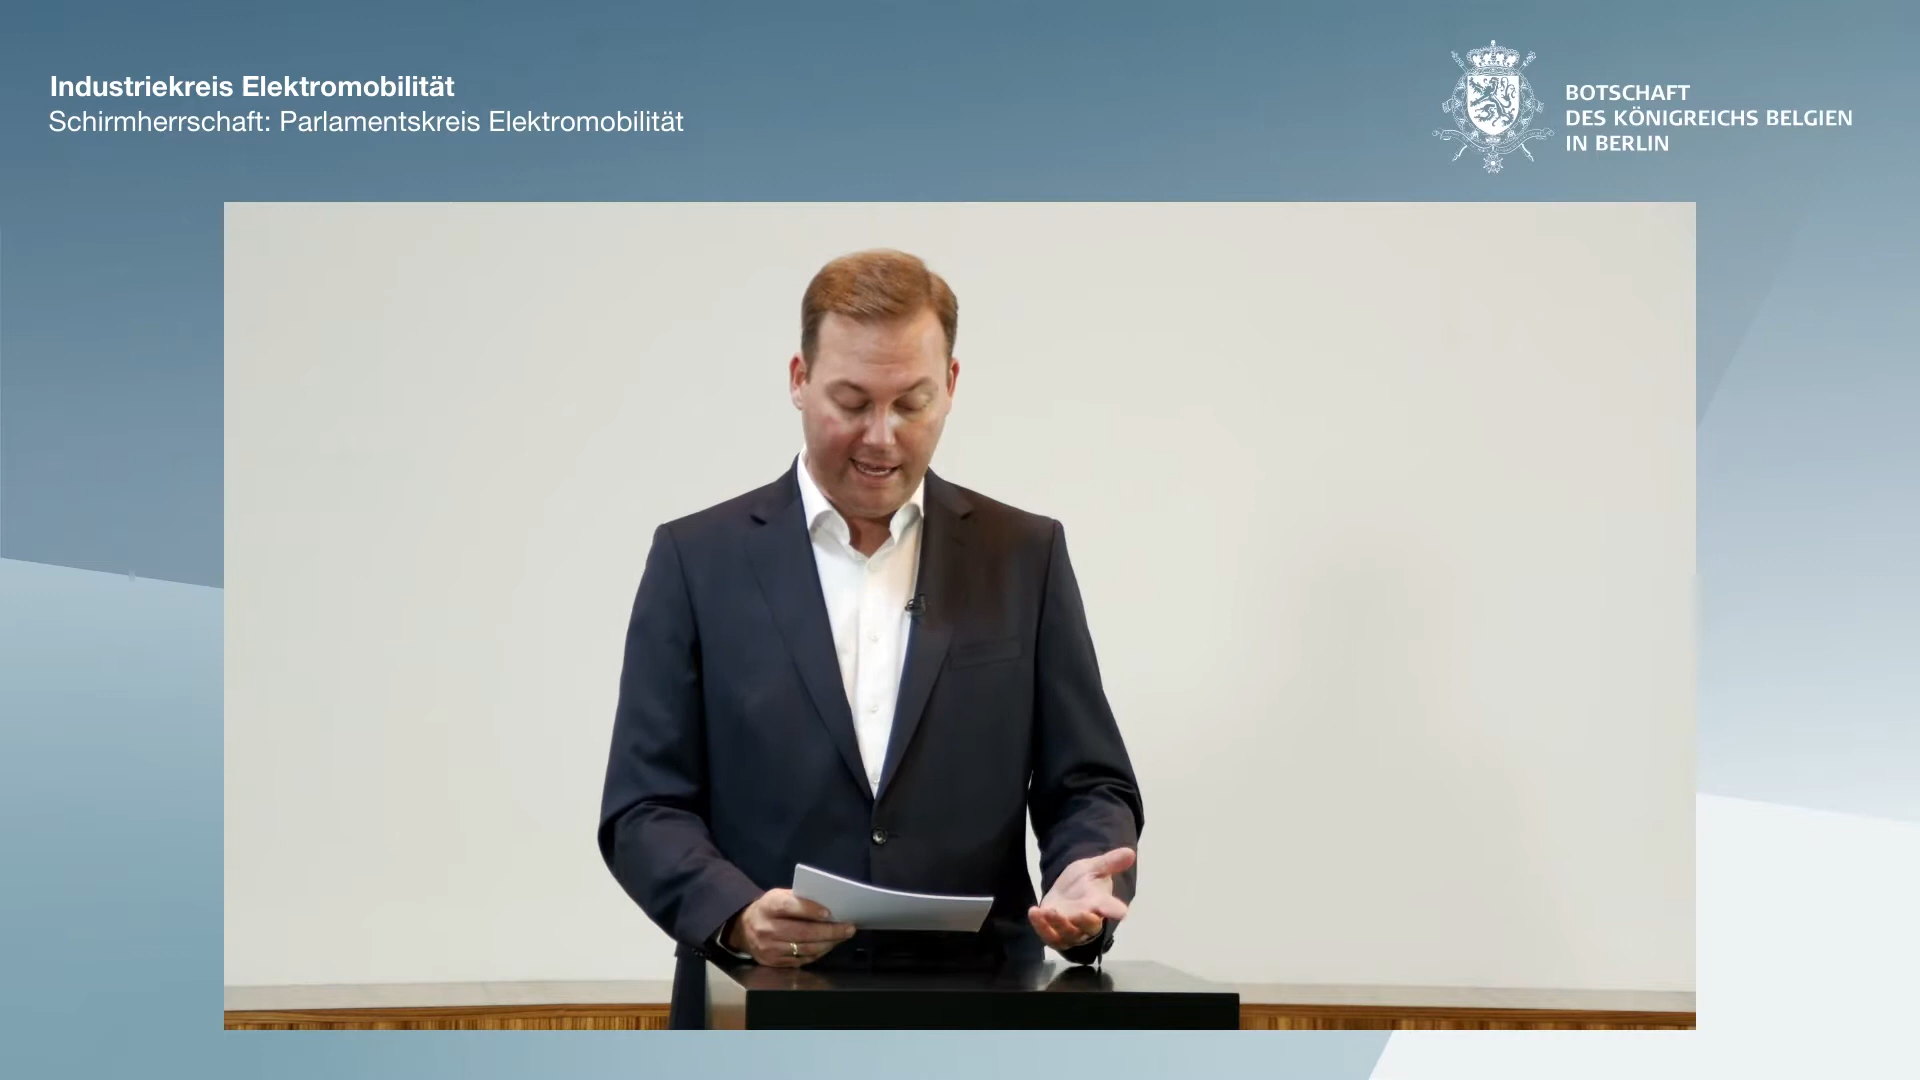 Industriekreis Elektromobilität
Schirmherrschaft: Parlamentskreis Elektromobilität
BOTSCHAFT
DES KÖNIGREICHS BELGIEN
IN BERLIN